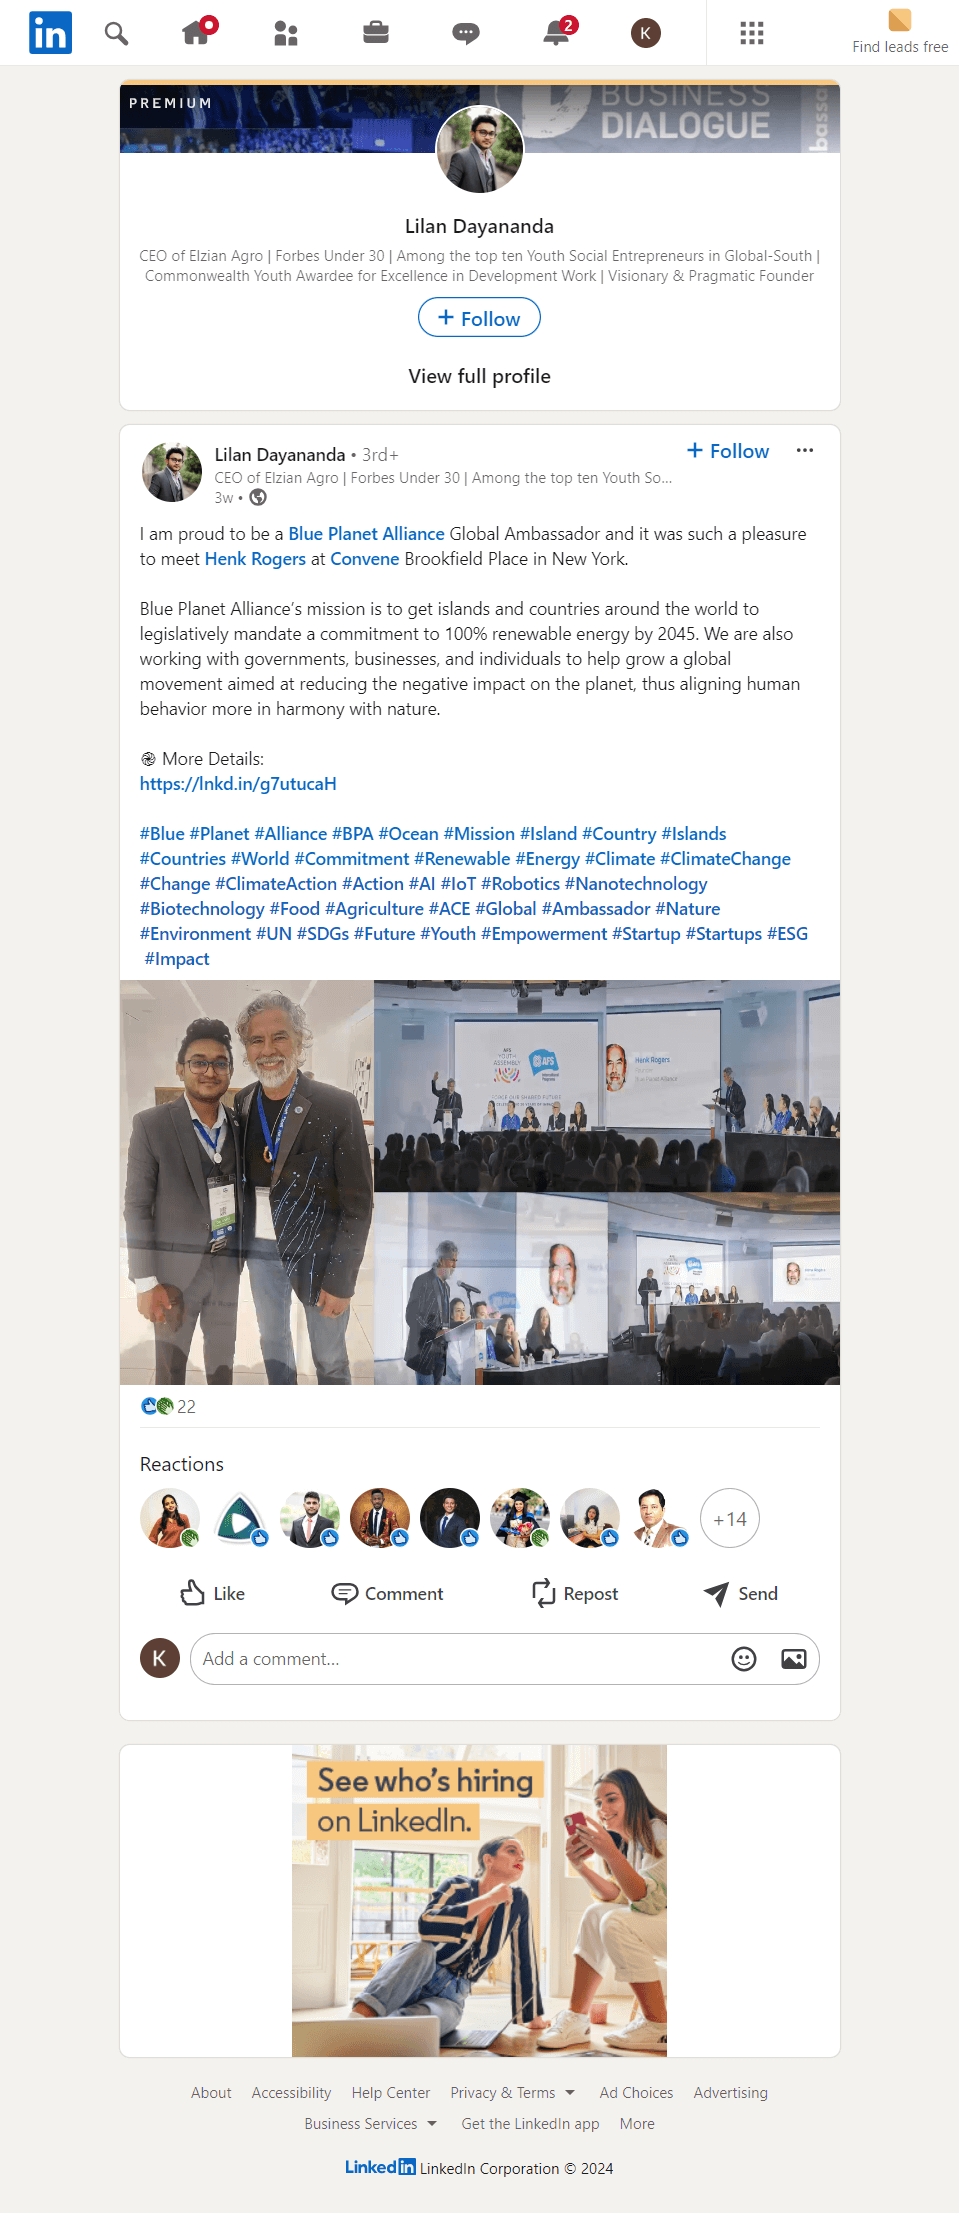 in
2
K
Find leads free
PREMIUM
BUSINESS
DIALOGUE
bassa
Lilan Dayananda
CEO of Elzian Agro | Forbes Under 30 | Among the top ten Youth Social Entrepreneurs in Global-South |
Commonwealth Youth Awardee for Excellence in Development Work | Visionary & Pragmatic Founder
+ Follow
View full profile
Lilan Dayananda • 3rd+
+ Follow
CEO of Elzian Agro | Forbes Under 30 | Among the top ten Youth So...
3w •
I am proud to be a Blue Planet Alliance Global Ambassador and it was such a pleasure
to meet Henk Rogers at Convene Brookfield Place in New York.
Blue Planet Alliance's mission is to get islands and countries around the world to
legislatively mandate a commitment to 100% renewable energy by 2045. We are also
working with governments, businesses, and individuals to help grow a global
movement aimed at reducing the negative impact on the planet, thus aligning human
behavior more in harmony with nature.
More Details:
https://lnkd.in/g7utucaH
#Blue #Planet #Alliance #BPA #Ocean #Mission #Island #Country #Islands
#Countries #World #Commitment #Renewable #Energy #Climate #ClimateChange
#Change #ClimateAction #Action #AI #IoT #Robotics #Nanotechnology
#Biotechnology #Food #Agriculture #ACE #Global #Ambassador #Nature
#Environment #UN #SDGs #Future #Youth #Empowerment #Startup #Startups #ESG
#Impact
AFS
YOUTH
ASSEMBLY
AFS
Henk Rogers
Blue Planet Alliance
22
Reactions
+14
Like
Comment
Repost
Send
K
Add a comment...
See who's hiring
on LinkedIn.
About
Accessibility
Help Center
Privacy & Terms
Ad Choices
Advertising
Business Services
Get the LinkedIn app
More
LinkedIn LinkedIn Corporation © 2024